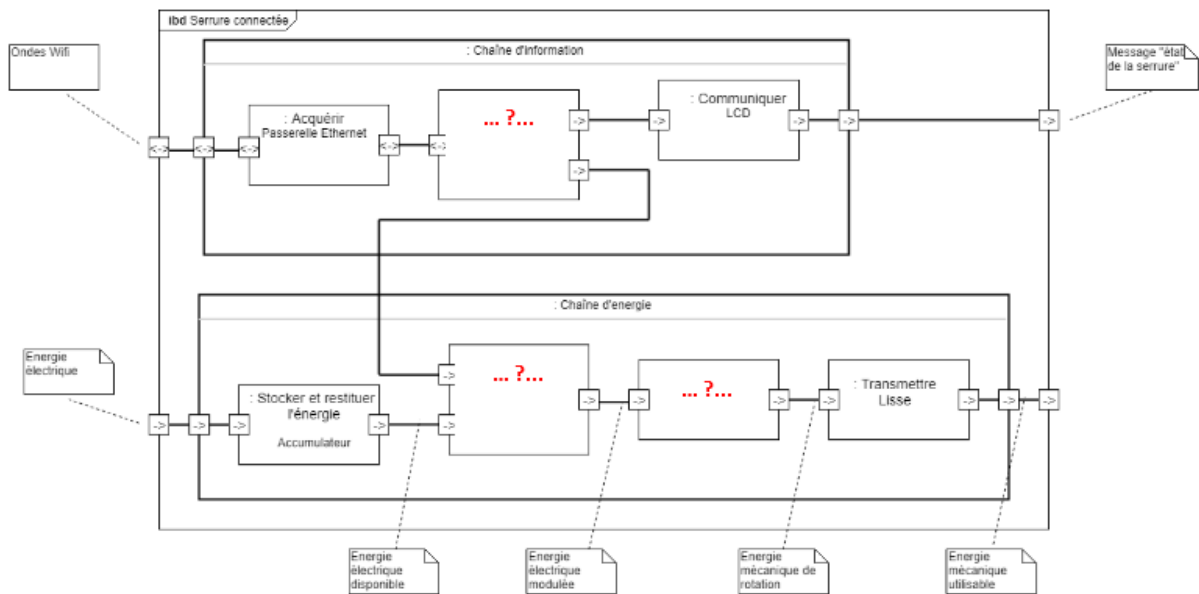 ibd Serrure connectée
Ondes Wifi
: Chaîne d'information
Message "état
de la serrure"
: Acquérir
Passerelle Ethernet
... ?...
: Communiquer
LCD
<->
<->
<->
<->
<->
->
->
->
->
->
->
: Chaîne d'energie
Energie
électrique
: Stocker et restituer
l'énergie
Accumulateur
... ?...
... ?...
: Transmettre
Lisse
->
->
->
->
->
->
->
->
->
->
->
->
->
Energie
électrique
disponible
Energie
électrique
modulée
Energie
mécanique de
rotation
Energie
mécanique
utilisable